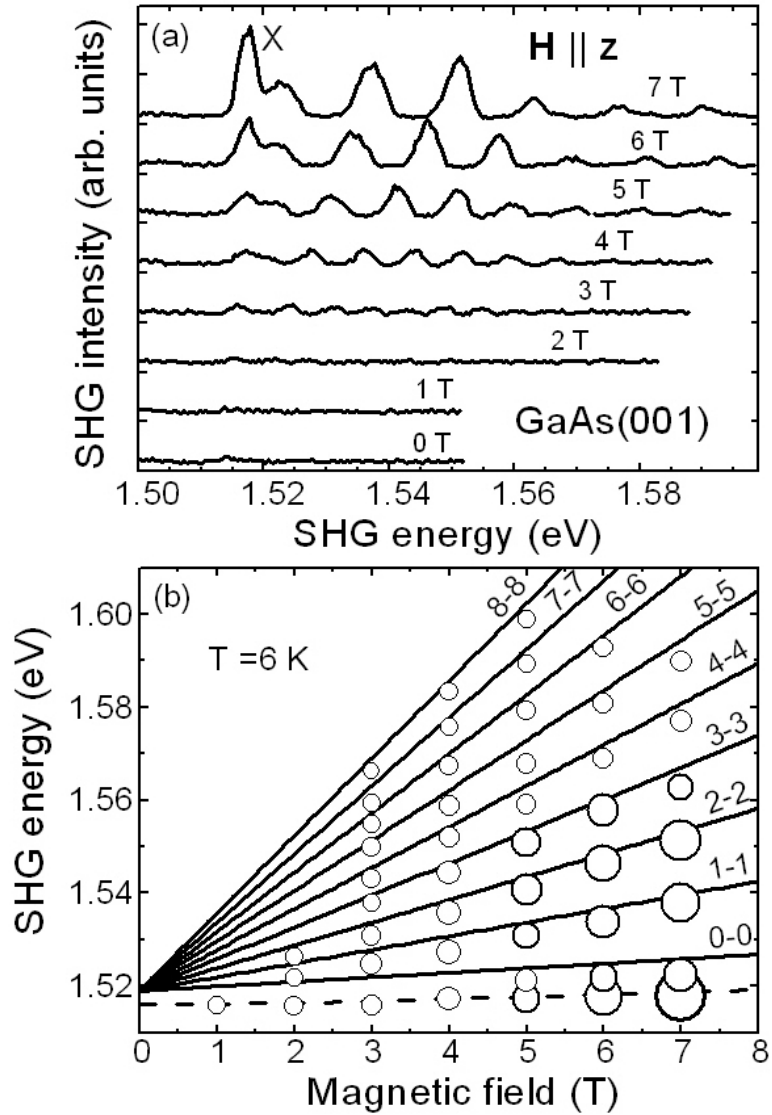 (a)
X
H || z
7 T
6 T
5 T
4 T
3 T
2 T
1 T
0 T
GaAs(001)
SHG intensity (arb. units)
1.50 1.52 1.54 1.56 1.58
SHG energy (eV)
(b)
T =6 K
8-8
7-7
6-6
5-5
4-4
3-3
2-2
1-1
0-0
SHG energy (eV)
1.60
1.58
1.56
1.54
1.52
0 1 2 3 4 5 6 7 8
Magnetic field (T)